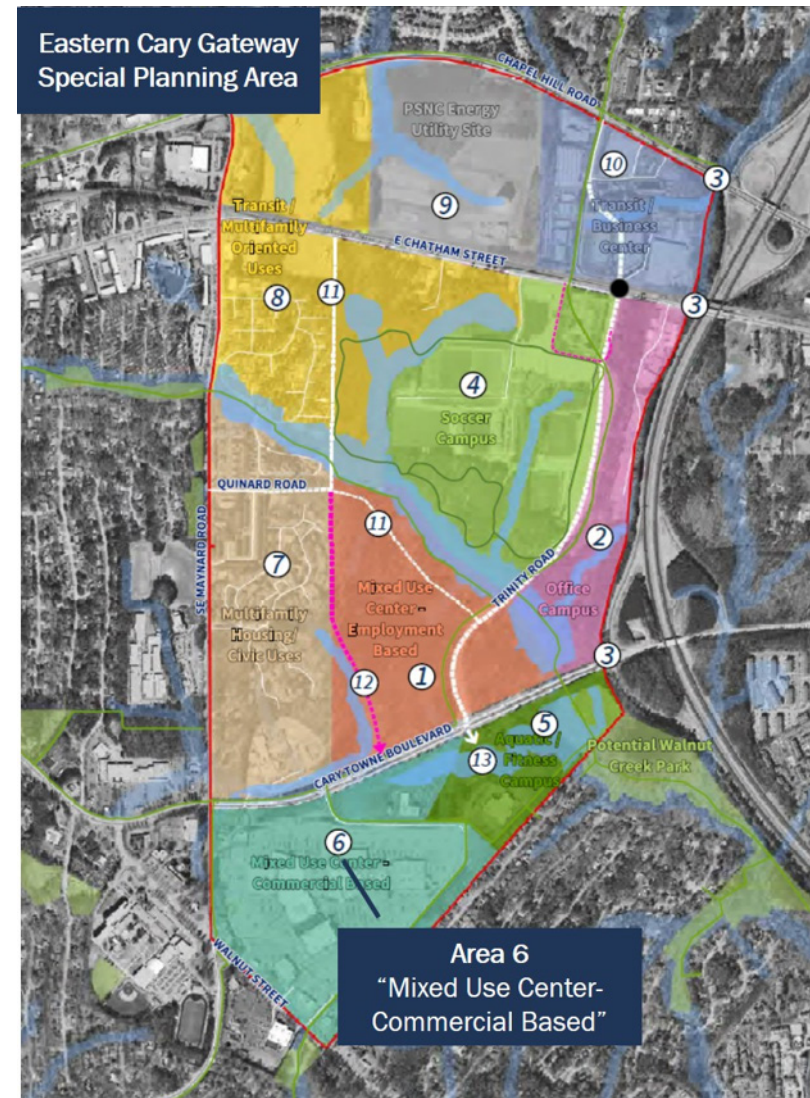 Eastern Cary Gateway
Special Planning Area
CHAPEL HILL ROAD
PSNC Energy
Utility Site
10
3
Transit /
Business
Center
9
Transit /
Multifamily
Oriented
Uses
E CHATHAM STREET
8
11
3
4
Soccer
Campus
QUINARD ROAD
SE MAYNARD ROAD
11
2
7
Mixed Use
Center -
Employment
Based
TRINITY ROAD
Office
Campus
Multifamily
Housing/
Civic Uses
3
12
1
5
CARY TOWNE BOULEVARD
13
Aquatic /
Fitness
Campus
Potential Walnut
Creek Park
6
Mixed Use Center -
Commercial Based
WALNUT STREET
Area 6
“Mixed Use Center-
Commercial Based”